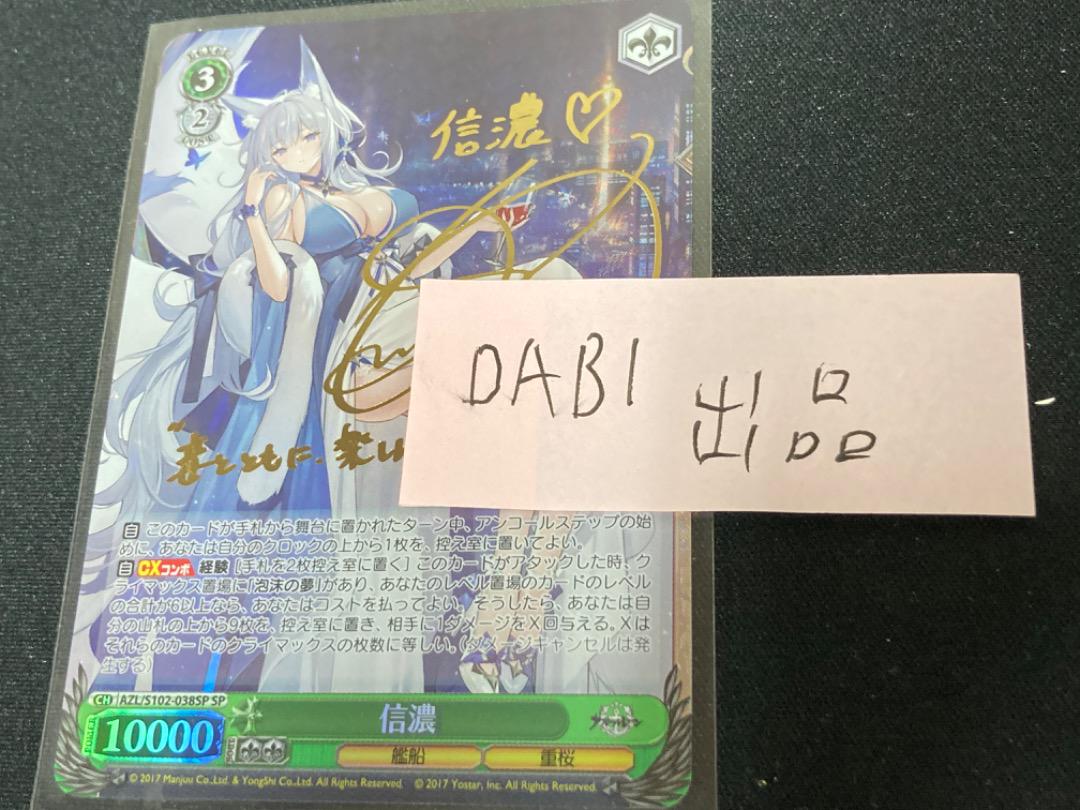 LEVEL
3
2
COST
信濃♡
DABI 出品
とともに、
自 このカードが手札から舞台に置かれたターン中、アンコールステップの始
めに、あなたは自分のクロックの上から1枚を、控え室に置いてよい。
自 CXコンボ 経験 [手札を2枚控え室に置く] このカードがアタックした時、ク
ライマックス置場に「泡沫の夢」があり、あなたのレベル置場のカードのレベル
の合計が6以上なら、あなたはコストを払ってよい。そうしたら、あなたは自
分の山札の上から9枚を、控え室に置き、相手に1ダメージをX回与える。Xは
それらのカードのクライマックスの枚数に等しい。(ダメージキャンセルは発
生する)
CH AZL/S102-038SP SP
POWER 10000
信濃
SOUL
艦船 重桜
© 2017 Manjuu Co.,Ltd. & YongShi Co.,Ltd. All Rights Reserved. © 2017 Yostar, Inc. All Rights Reserved.